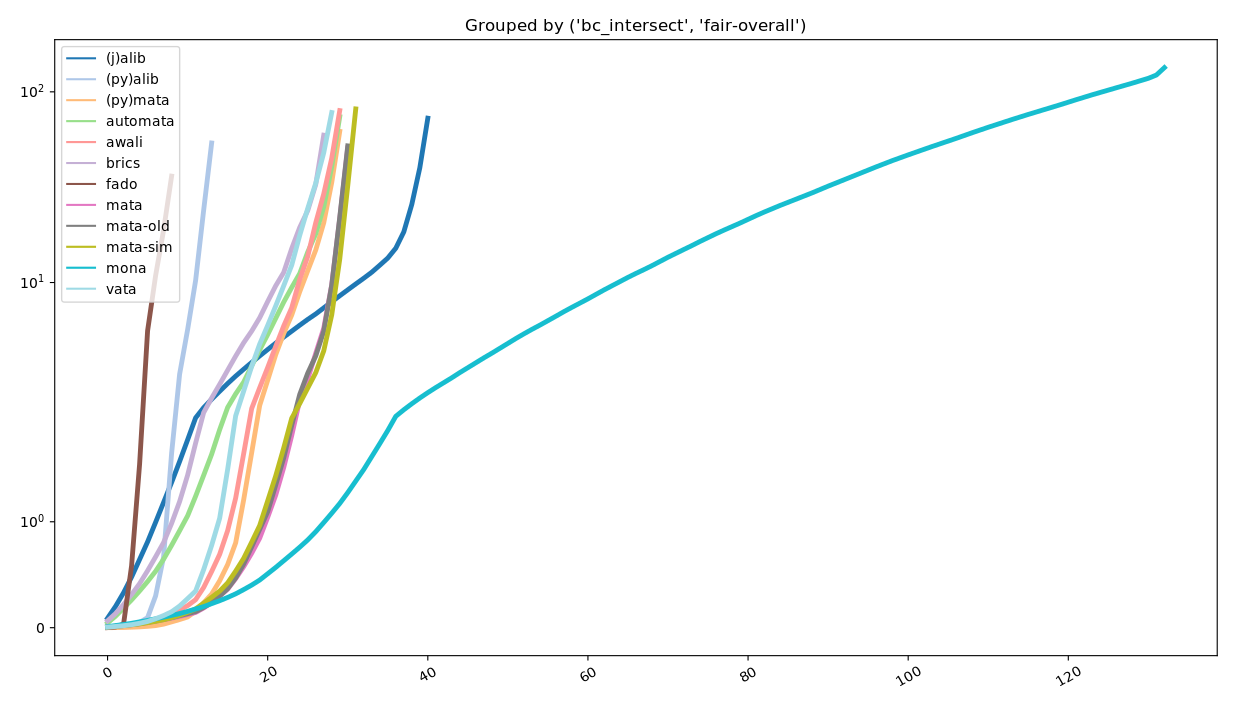 Grouped by ('bc_intersect', 'fair-overall')
(j)alib
(py)alib
(py)mata
automata
awali
brics
fado
mata
mata-old
mata-sim
mona
vata
10²
10¹
10⁰
0
0 20 40 60 80 100 120